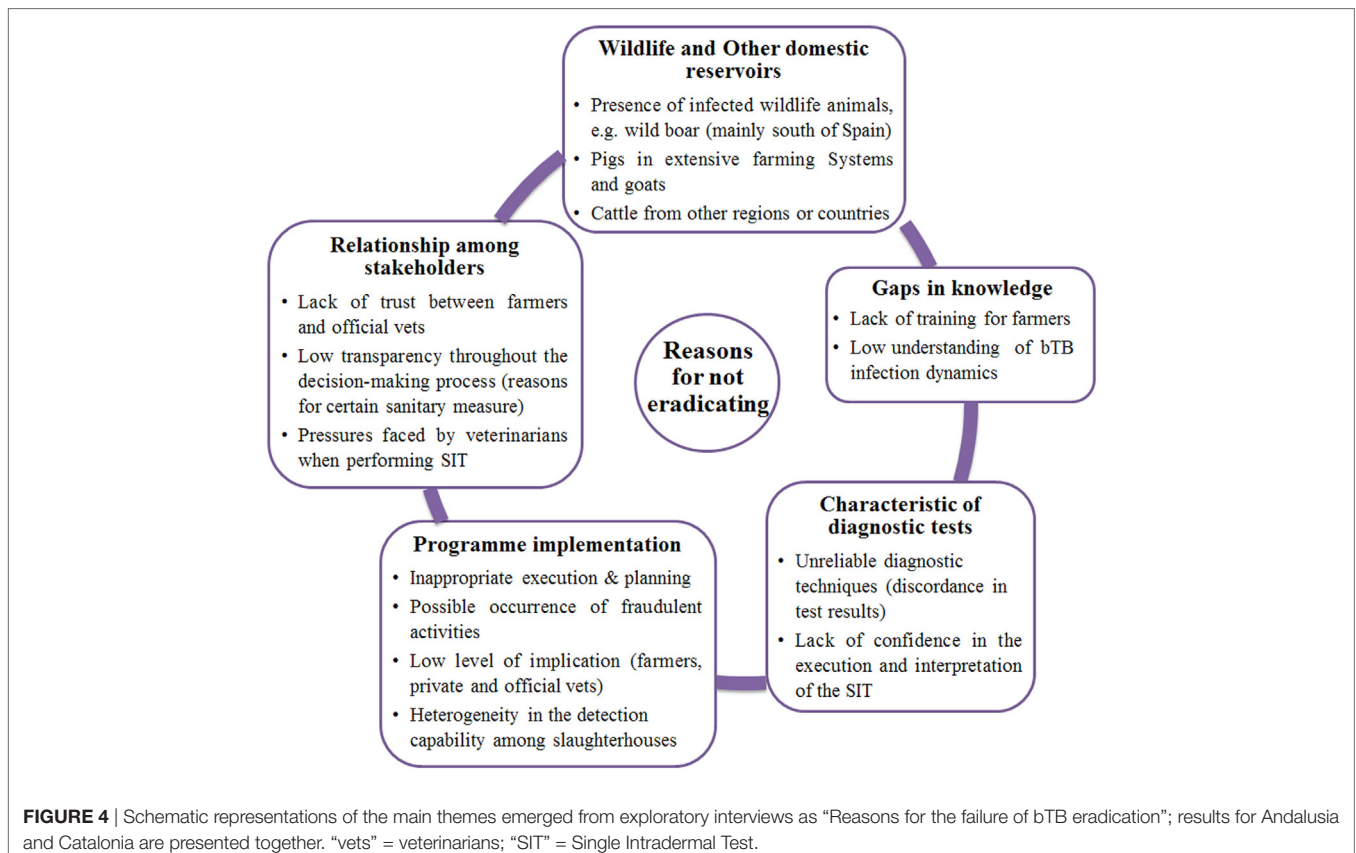 Wildlife and Other domestic
reservoirs
• Presence of infected wildlife animals,
e.g. wild boar (mainly south of Spain)
• Pigs in extensive farming Systems
and goats
• Cattle from other regions or countries
Relationship among
stakeholders
• Lack of trust between farmers
and official vets
• Low transparency throughout the
decision-making process (reasons
for certain sanitary measure)
• Pressures faced by veterinarians
when performing SIT
Gaps in knowledge
• Lack of training for farmers
• Low understanding of bTB
infection dynamics
Reasons
for not
eradicating
Characteristic of
diagnostic tests
• Unreliable diagnostic
techniques (discordance in
test results)
• Lack of confidence in the
execution and interpretation
of the SIT
Programme implementation
• Inappropriate execution & planning
• Possible occurrence of fraudulent
activities
• Low level of implication (farmers,
private and official vets)
• Heterogeneity in the detection
capability among slaughterhouses
FIGURE 4 | Schematic representations of the main themes emerged from exploratory interviews as “Reasons for the failure of bTB eradication”; results for Andalusia
and Catalonia are presented together. “vets” = veterinarians; “SIT” = Single Intradermal Test.